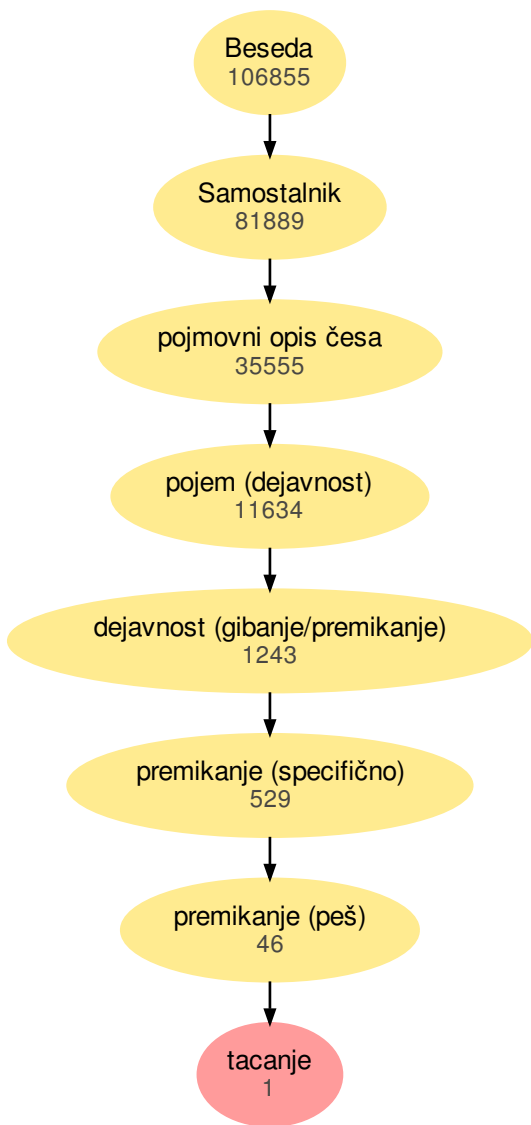 Beseda
106855
Samostalnik
81889
pojmovni opis česa
35555
pojem (dejavnost)
11634
dejavnost (gibanje/premikanje)
1243
premikanje (specifično)
529
premikanje (peš)
46
tacanje
1